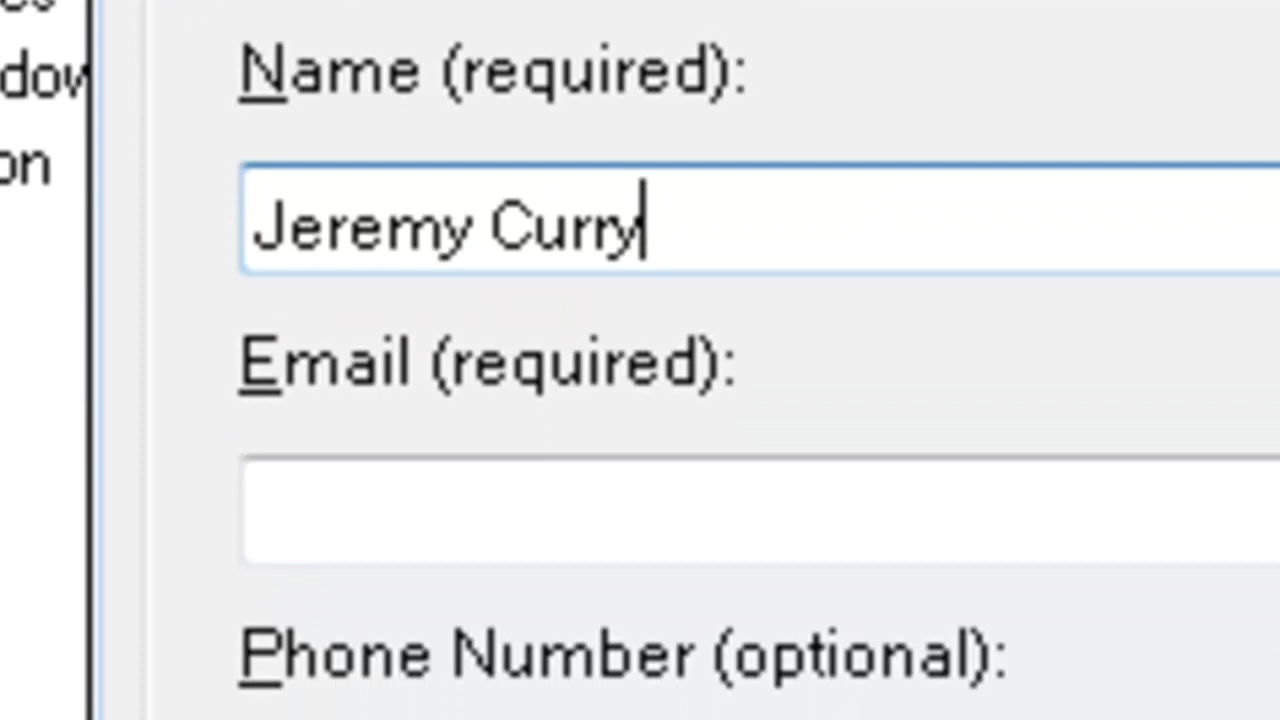 Name (required):
Jeremy Curry
Email (required):
Phone Number (optional):